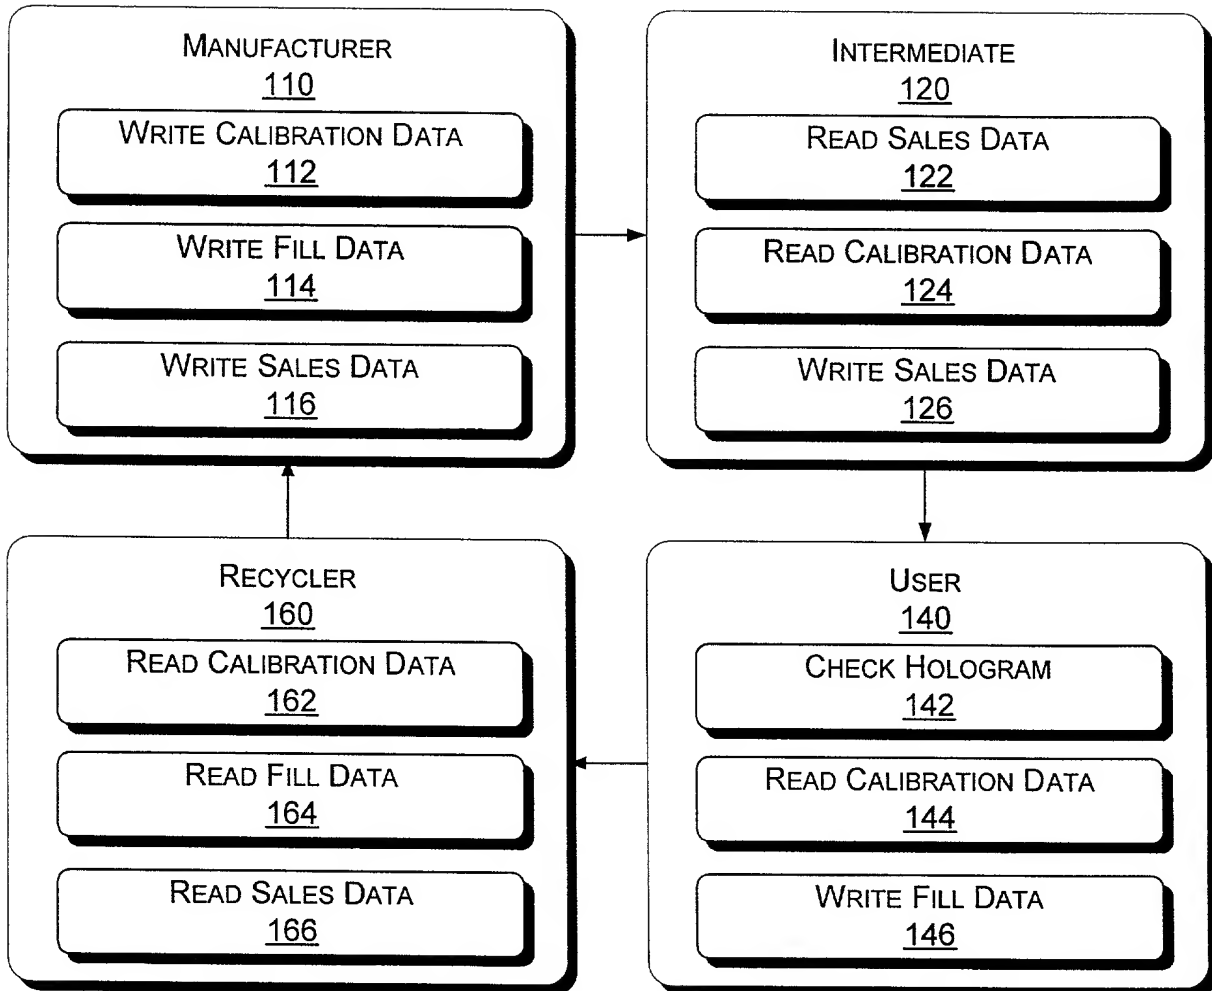 MANUFACTURER
110
WRITE CALIBRATION DATA
112
WRITE FILL DATA
114
WRITE SALES DATA
116
INTERMEDIATE
120
READ SALES DATA
122
READ CALIBRATION DATA
124
WRITE SALES DATA
126
RECYCLER
160
READ CALIBRATION DATA
162
READ FILL DATA
164
READ SALES DATA
166
USER
140
CHECK HOLOGRAM
142
READ CALIBRATION DATA
144
WRITE FILL DATA
146